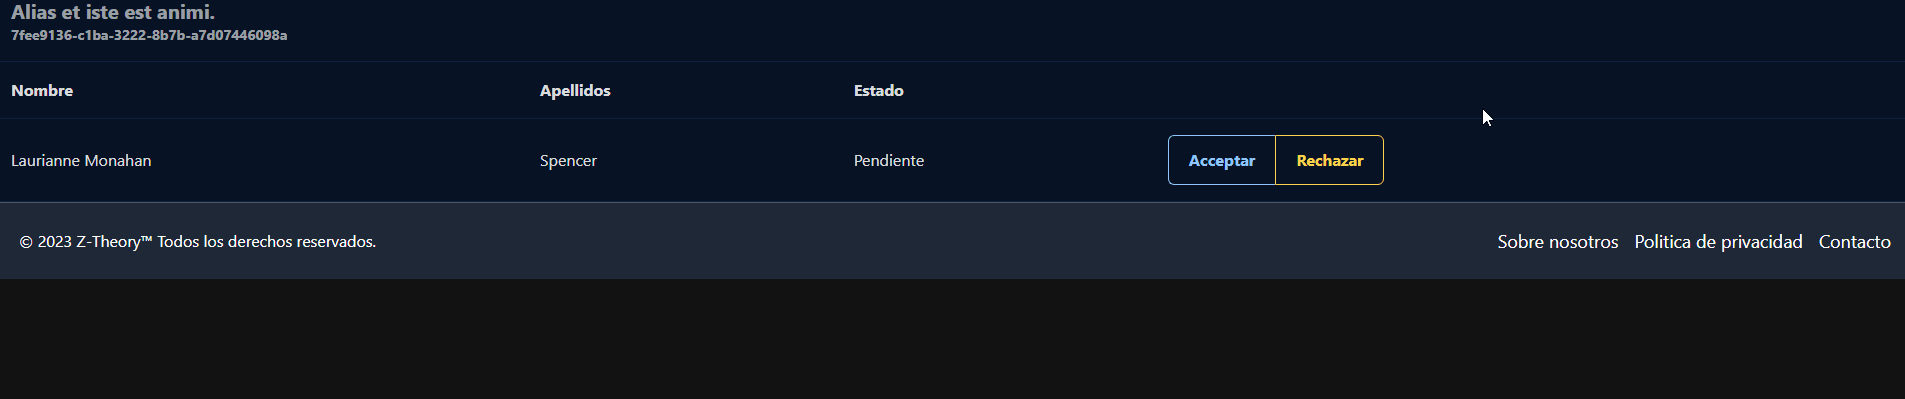 Alias et iste est animi.
7fee9136-c1ba-3222-8b7b-a7d07446098a
Nombre Apellidos Estado
Laurianne Monahan Spencer Pendiente Acceptar Rechazar
© 2023 Z-Theory™ Todos los derechos reservados. Sobre nosotros Politica de privacidad Contacto